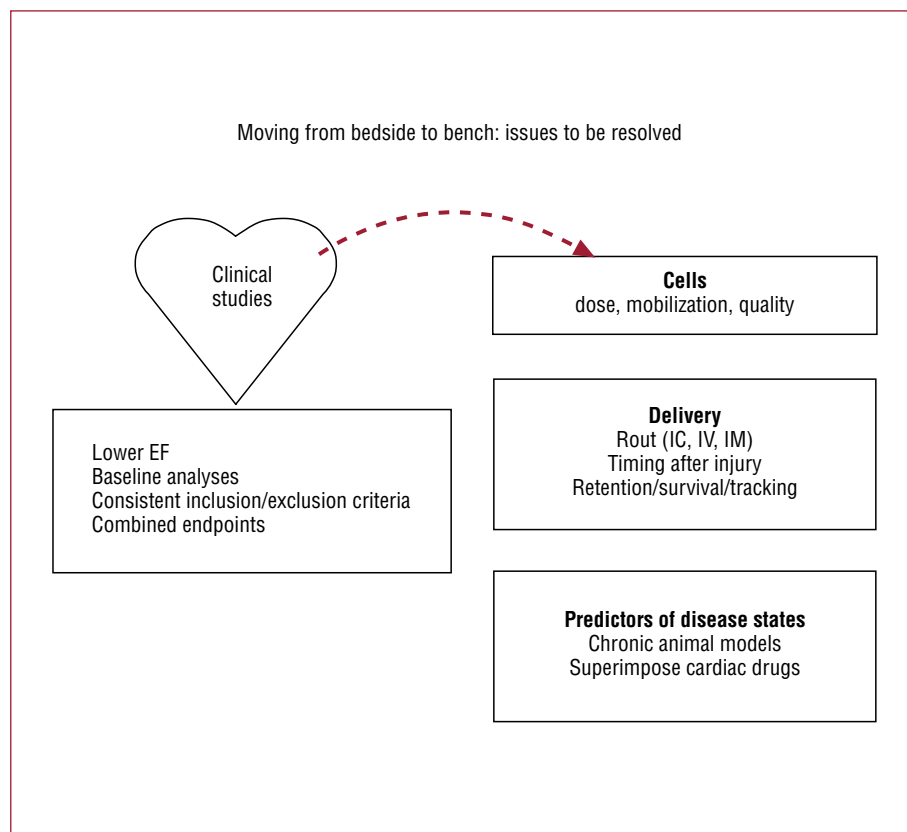 Moving from bedside to bench: issues to be resolved
Clinical
studies
Lower EF
Baseline analyses
Consistent inclusion/exclusion criteria
Combined endpoints
Cells
dose, mobilization, quality
Delivery
Rout (IC, IV, IM)
Timing after injury
Retention/survival/tracking
Predictors of disease states
Chronic animal models
Superimpose cardiac drugs